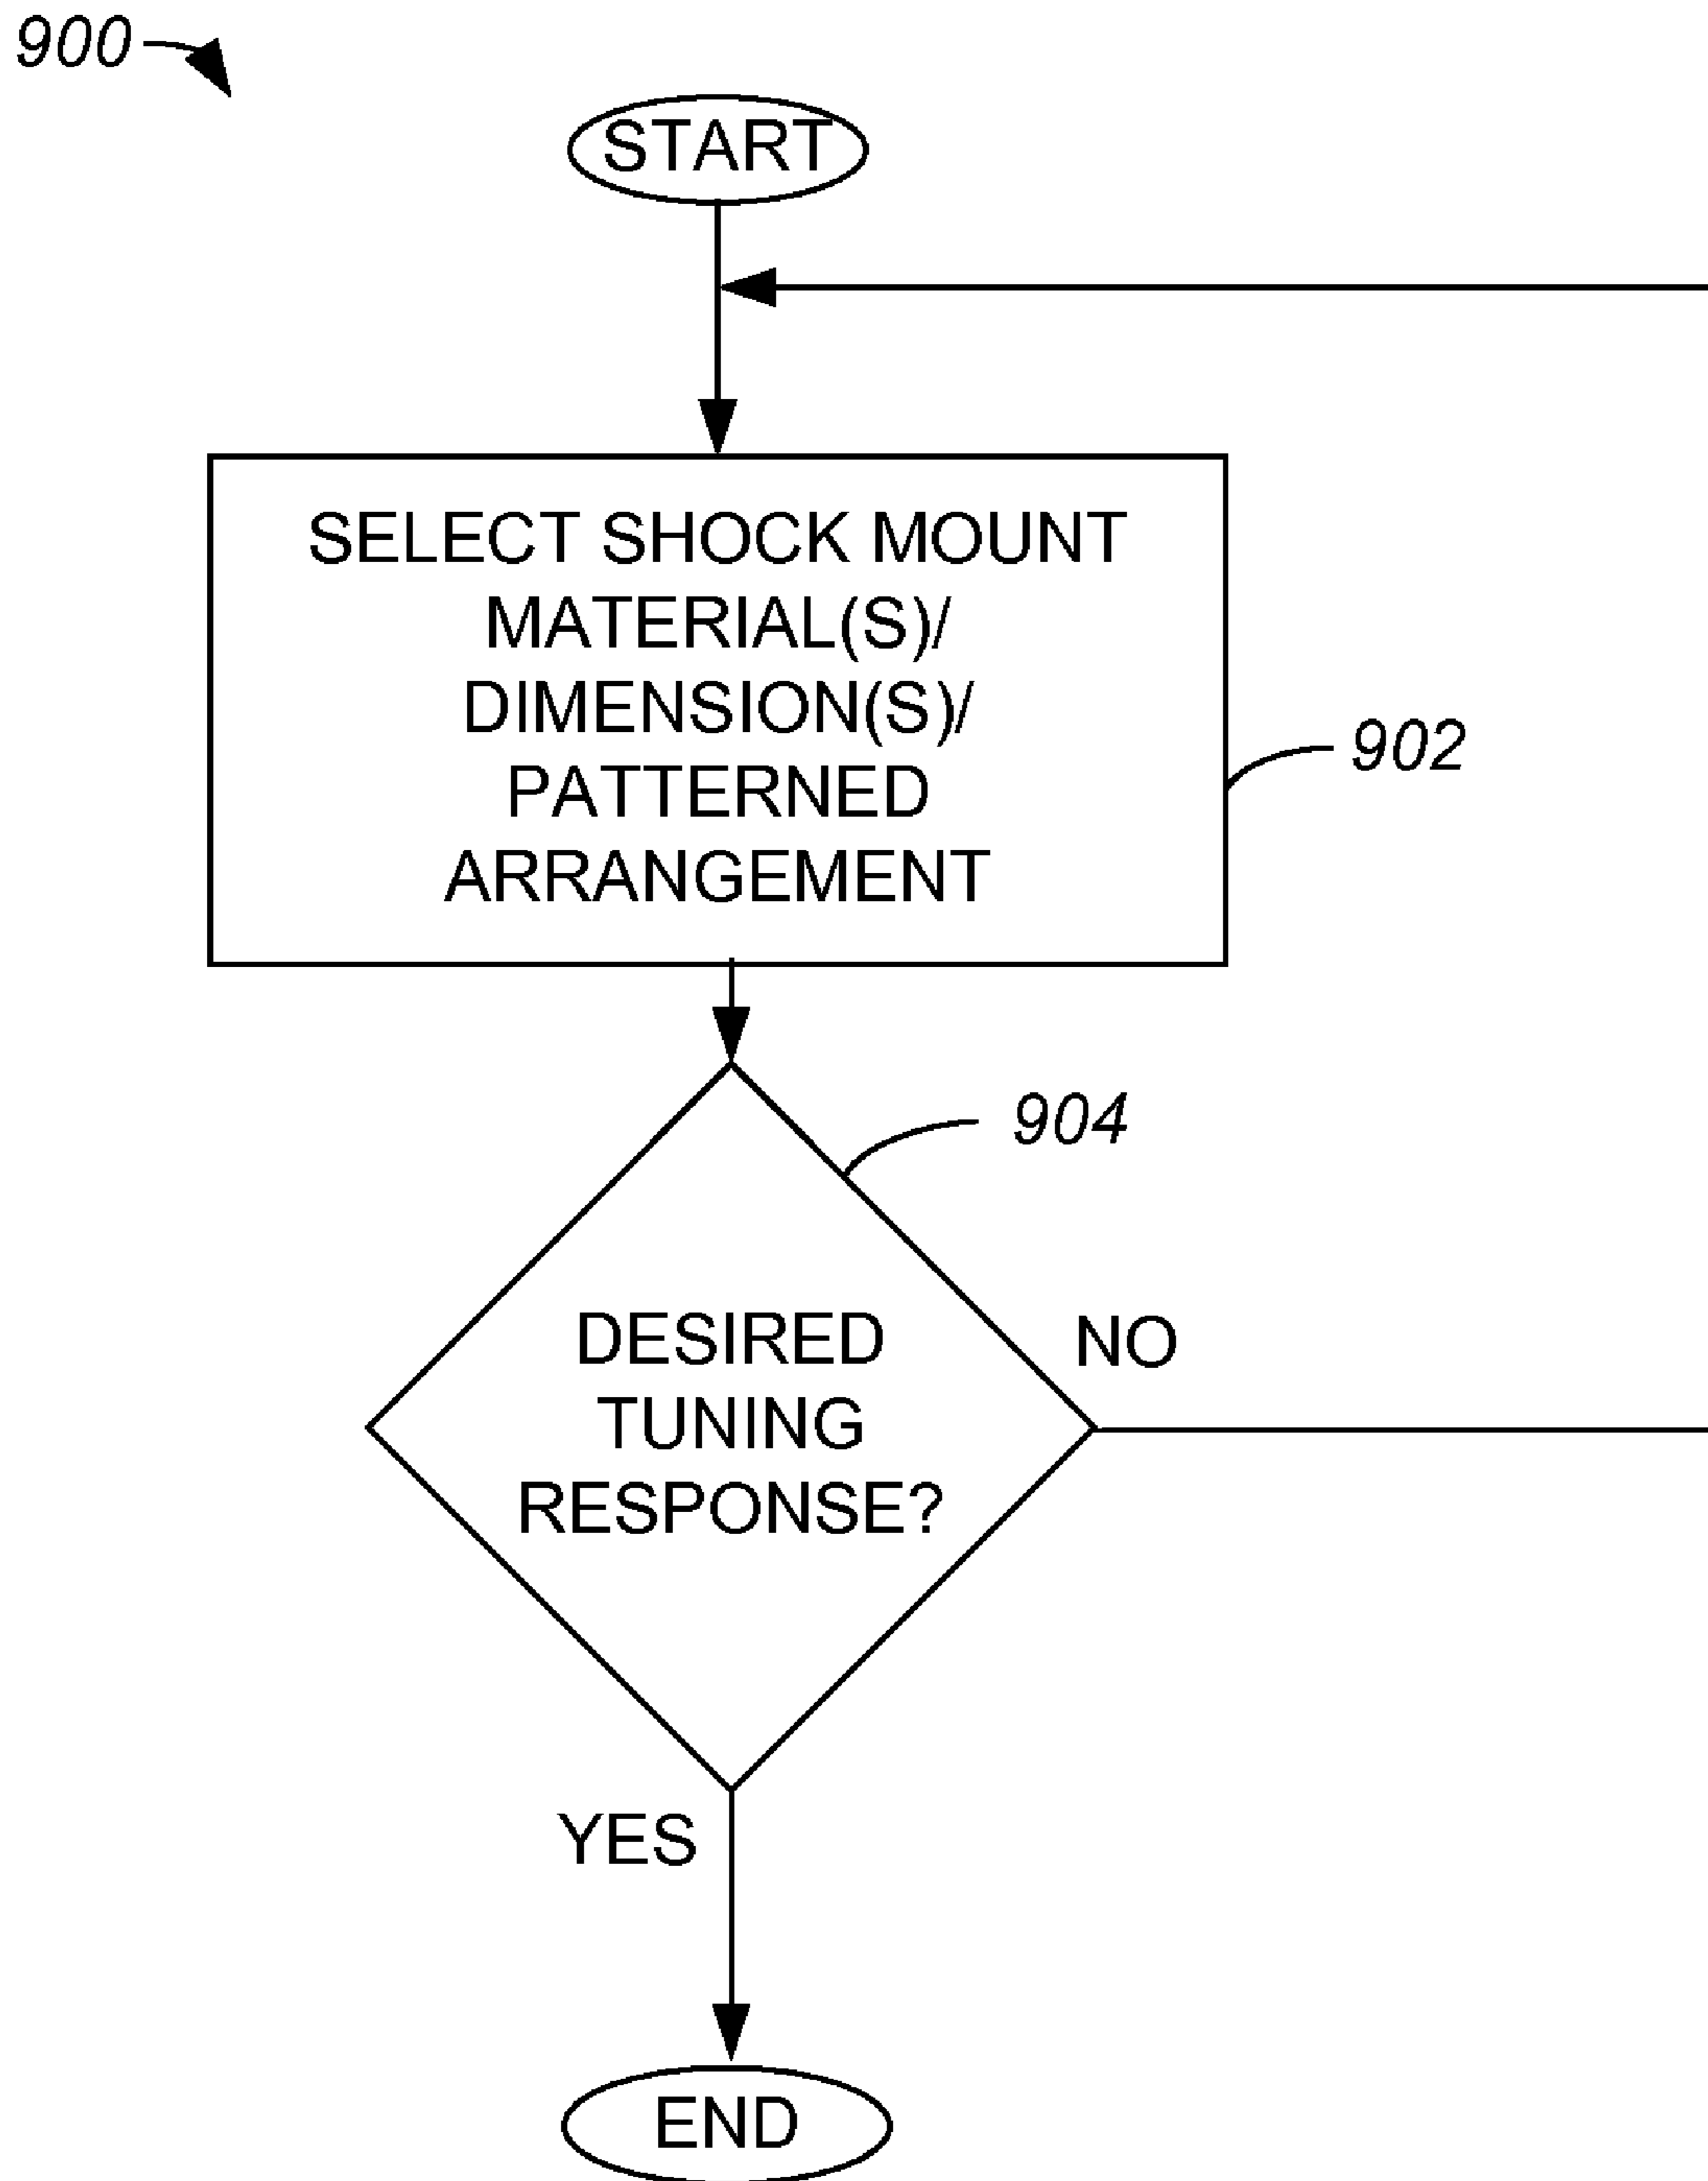 900
START
SELECT SHOCK MOUNT
MATERIAL(S)/
DIMENSION(S)/
PATTERNED
ARRANGEMENT
902
904
DESIRED
TUNING
RESPONSE?
NO
YES
END